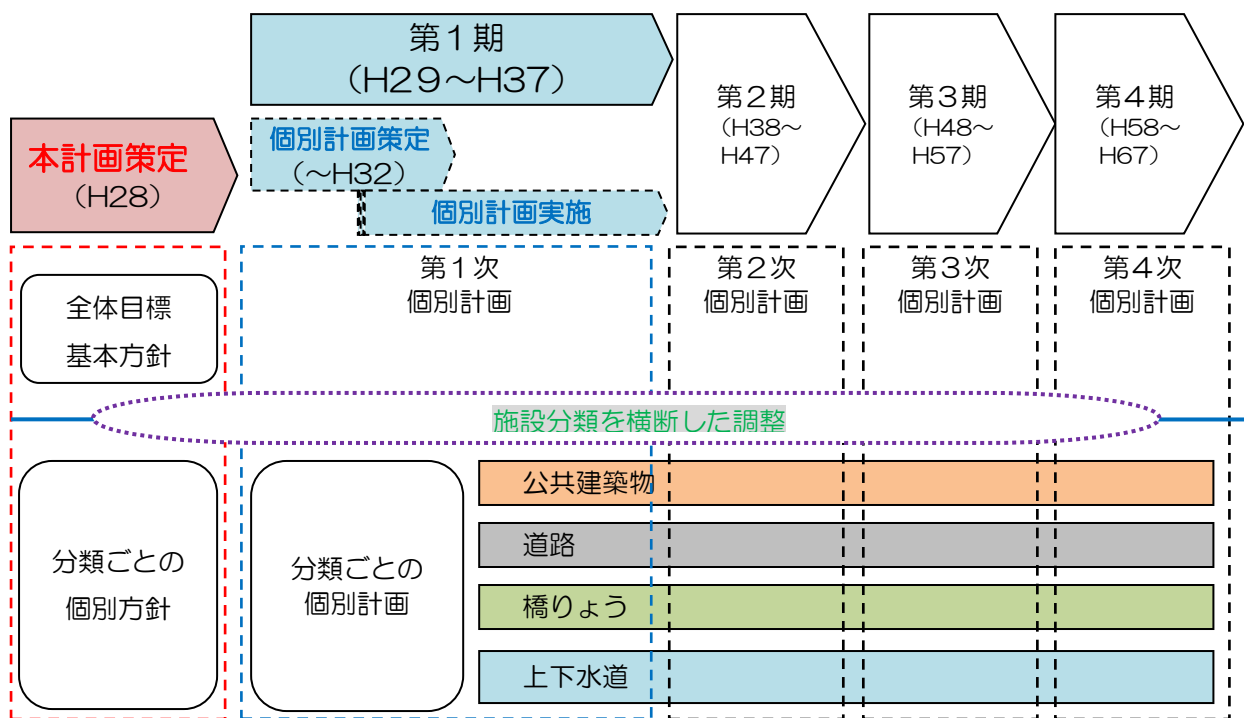 第１期
（H２９～H３７）
第２期
（H38～
H47）
第３期
（H48～
H57）
第４期
（H58～
H67）
本計画策定
（H28）
個別計画策定
（～H32）
個別計画実施
第１次
個別計画
第２次
個別計画
第３次
個別計画
第４次
個別計画
全体目標
基本方針
施設分類を横断した調整
分類ごとの
個別方針
分類ごとの
個別計画
公共建築物
道路
橋りょう
上下水道